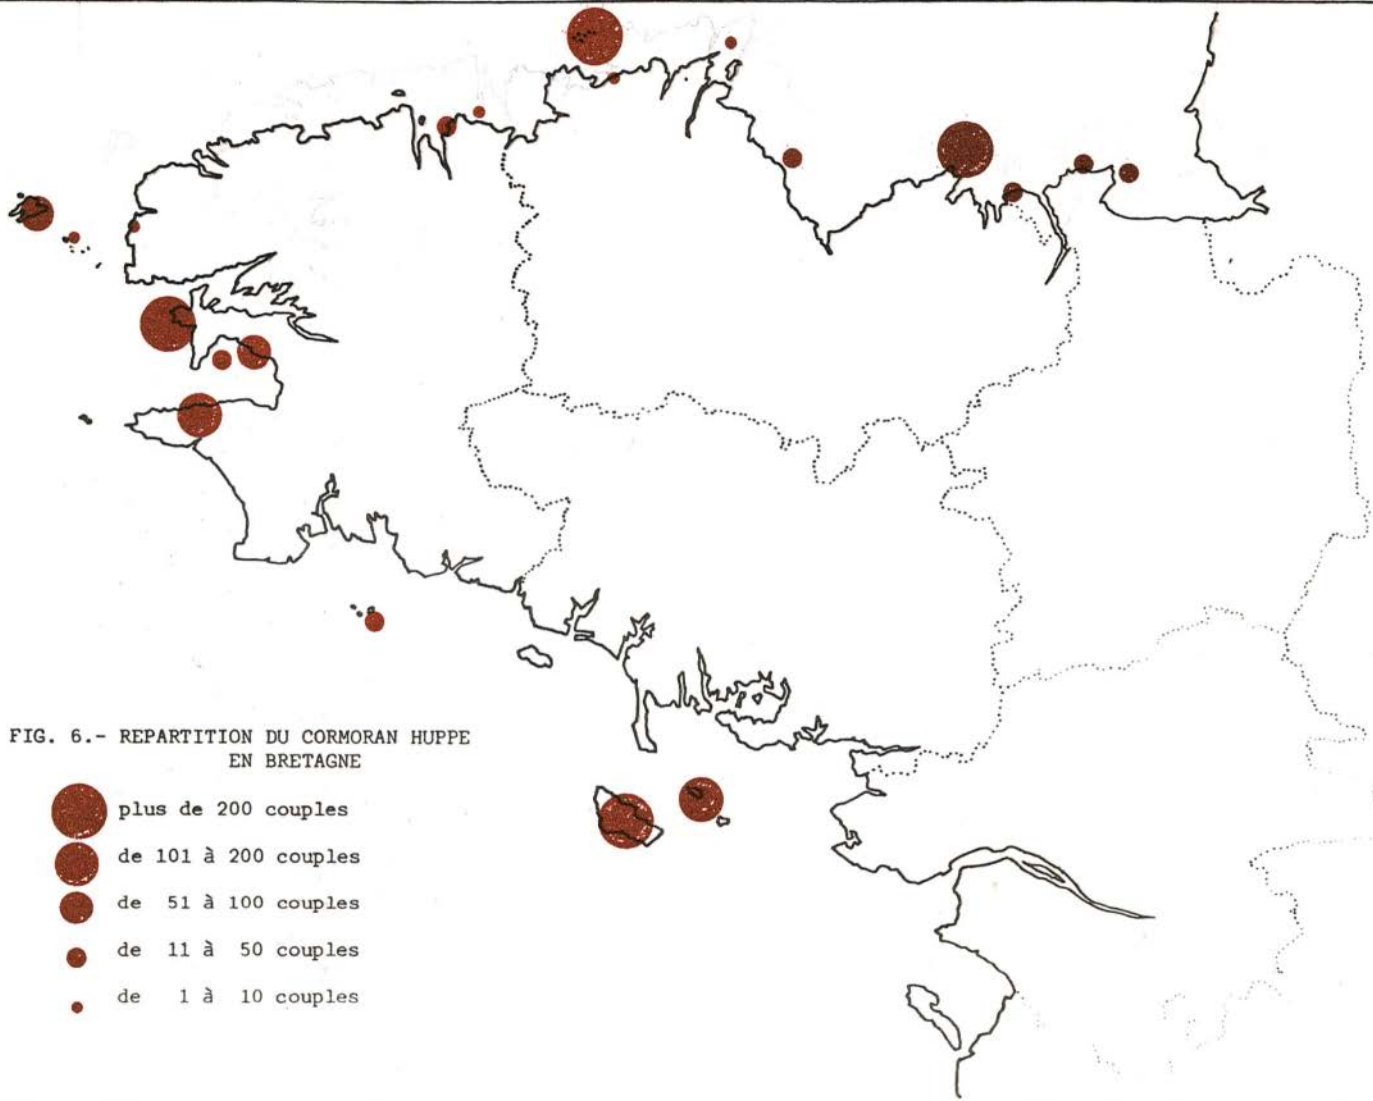 FIG. 6.- REPARTITION DU CORMORAN HUPPE
EN BRETAGNE
plus de 200 couples
de 101 à 200 couples
de 51 à 100 couples
de 11 à 50 couples
de 1 à 10 couples